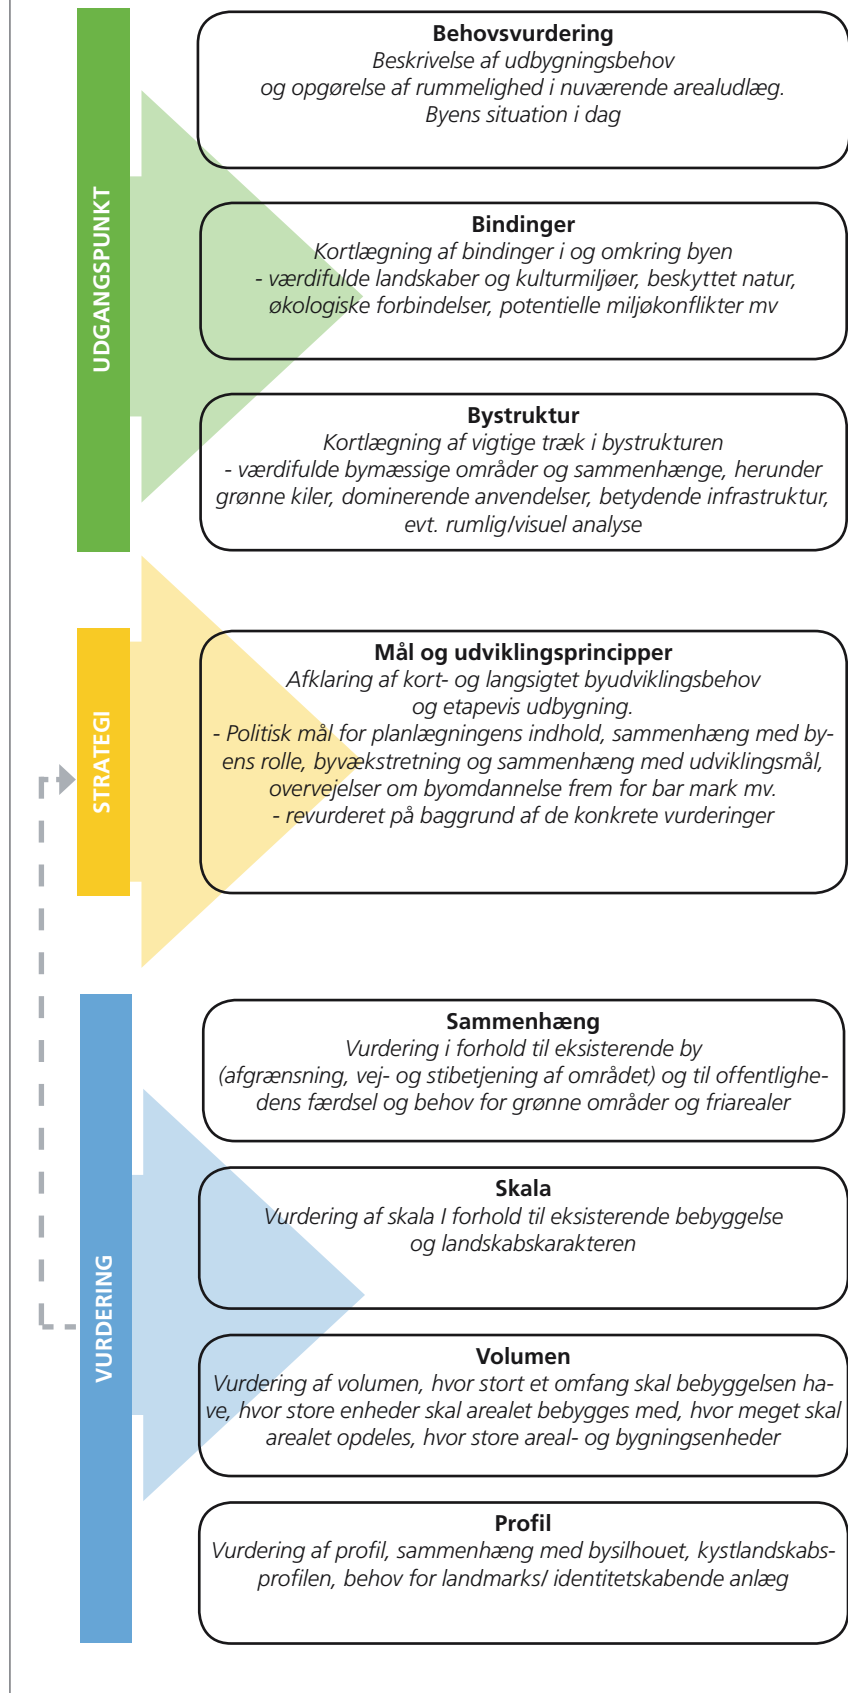 UDGANGSPUNKT
Behovsvurdering
Beskrivelse af udbygningsbehov
og opgørelse af rummelighed i nuværende arealudlæg.
Byens situation i dag
Bindinger
Kortlægning af bindinger i og omkring byen
- værdifulde landskaber og kulturmiljøer, beskyttet natur,
økologiske forbindelser, potentielle miljøkonflikter mv
Bystruktur
Kortlægning af vigtige træk i bystrukturen
- værdifulde bymæssige områder og sammenhænge, herunder
grønne kiler, dominerende anvendelser, betydende infrastruktur,
evt. rumlig/visuel analyse
STRATEGI
Mål og udviklingsprincipper
Afklaring af kort- og langsigtet byudviklingsbehov
og etapevis udbygning.
- Politisk mål for planlægningens indhold, sammenhæng med by-
ens rolle, byvækstretning og sammenhæng med udviklingsmål,
overvejelser om byomdannelse frem for bar mark mv.
- revurderet på baggrund af de konkrete vurderinger
VURDERING
Sammenhæng
Vurdering i forhold til eksisterende by
(afgrænsning, vej- og stibetjening af området) og til offentlighe-
dens færdsel og behov for grønne områder og friarealer
Skala
Vurdering af skala I forhold til eksisterende bebyggelse
og landskabskarakteren
Volumen
Vurdering af volumen, hvor stort et omfang skal bebyggelsen ha-
ve, hvor store enheder skal arealet bebygges med, hvor meget skal
arealet opdeles, hvor store areal- og bygningsenheder
Profil
Vurdering af profil, sammenhæng med bysilhouet, kystlandskabs-
profilen, behov for landmarks/ identitetskabende anlæg